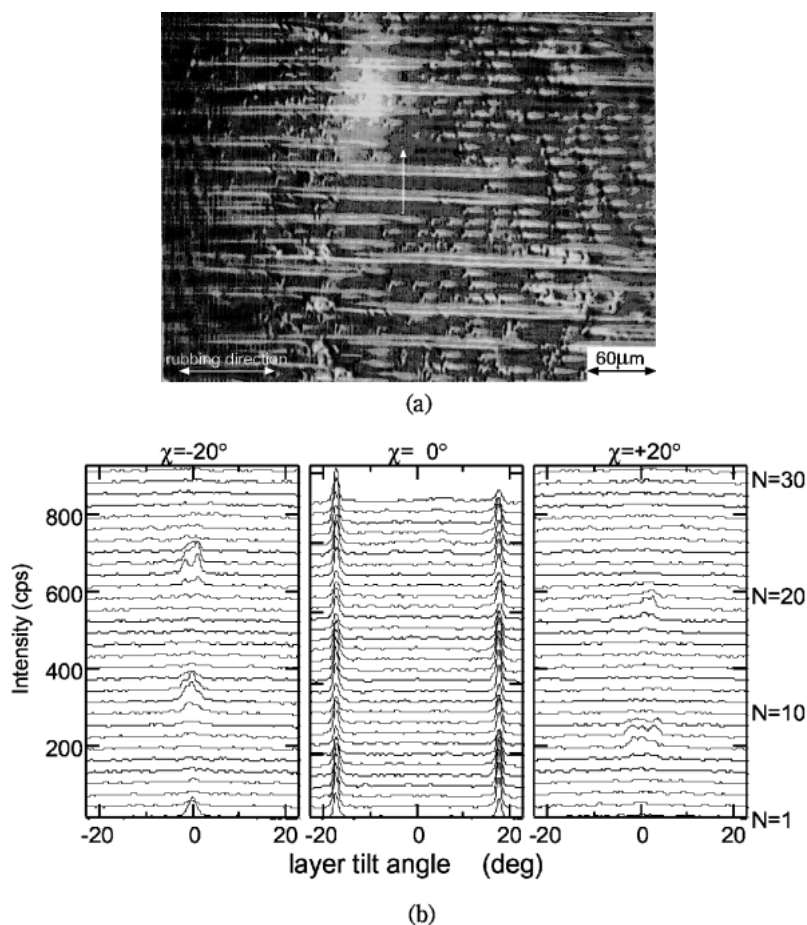 rubbing direction
60μm
(a)
χ=-20°
χ= 0°
χ=+20°
N=30
800
600
N=20
Intensity (cps)
400
N=10
200
N=1
-20 0 20
-20 0 20
-20 0 20
layer tilt angle (deg)
(b)